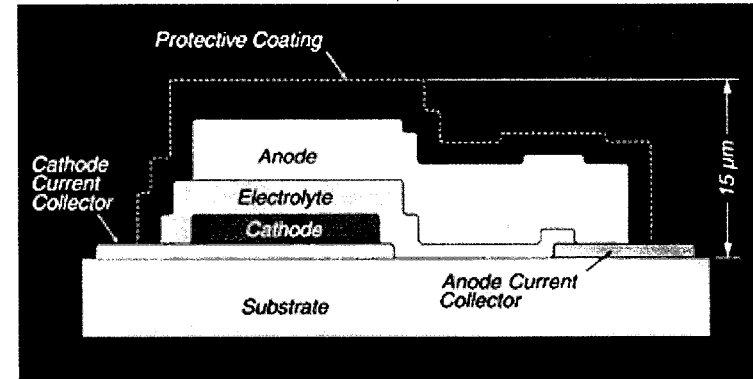 Protective Coating
Cathode
Current
Collector
Anode
Electrolyte
Cathode
15 µm
Anode Current
Collector
Substrate